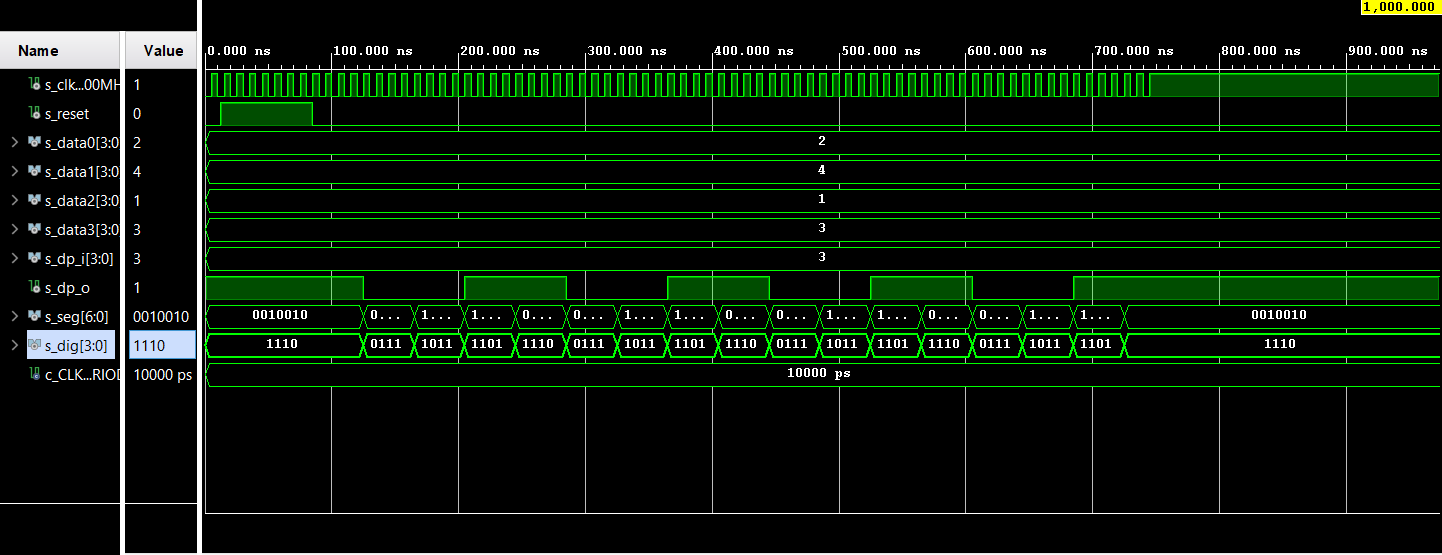 1,000.000
Name Value 0.000 ns 100.000 ns 200.000 ns 300.000 ns 400.000 ns 500.000 ns 600.000 ns 700.000 ns 800.000 ns 900.000 ns
s_clk...00MH 1
s_reset 0
s_data0[3:0 2 2
s_data1[3:0 4 4
s_data2[3:0 1 1
s_data3[3:0 3 3
s_dp_i[3:0] 3 3
s_dp_o 1
s_seg[6:0] 0010010 0010010 0... 1... 1... 0... 0... 1... 1... 0... 0... 1... 1... 0... 0... 1... 1... 0010010
s_dig[3:0] 1110 1110 0111 1011 1101 1110 0111 1011 1101 1110 0111 1011 1101 1110 0111 1011 1101 1110
c_CLK...RIOD 10000 ps 10000 ps